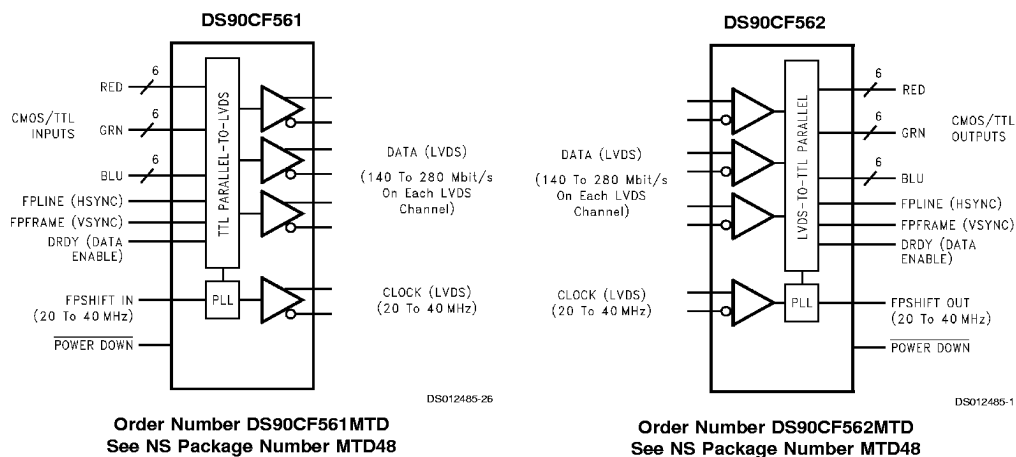 DS90CF561
6
RED
CMOS/TTL
INPUTS
6
GRN
6
BLU
FPLINE (HSYNC)
FPFRAME (VSYNC)
DRDY (DATA
ENABLE)
FPSHIFT IN
(20 To 40 MHz)
POWER DOWN
TTL PARALLEL-TO-LVDS
PLL
DATA (LVDS)
(140 To 280 Mbit/s
On Each LVDS
Channel)
CLOCK (LVDS)
(20 To 40 MHz)
DS012485-26
Order Number DS90CF561MTD
See NS Package Number MTD48
DS90CF562
DATA (LVDS)
(140 To 280 Mbit/s
On Each LVDS
Channel)
CLOCK (LVDS)
(20 To 40 MHz)
LVDS-TO-TTL PARALLEL
PLL
6
RED
CMOS/TTL
OUTPUTS
6
GRN
6
BLU
FPLINE (HSYNC)
FPFRAME (VSYNC)
DRDY (DATA
ENABLE)
FPSHIFT OUT
(20 To 40 MHz)
POWER DOWN
DS012485-1
Order Number DS90CF562MTD
See NS Package Number MTD48